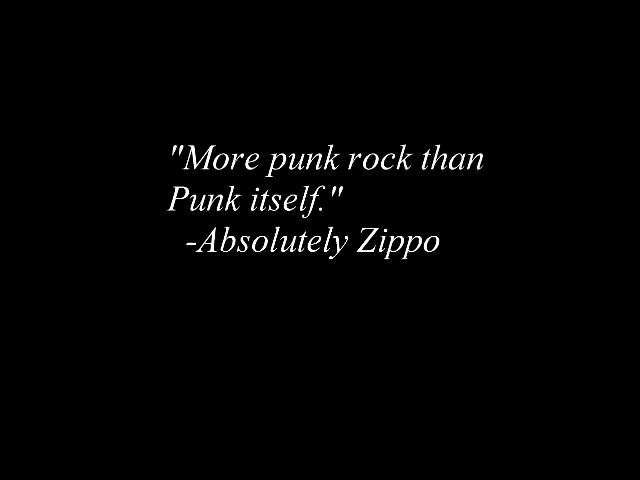 "More punk rock than
Punk itself."
-Absolutely Zippo